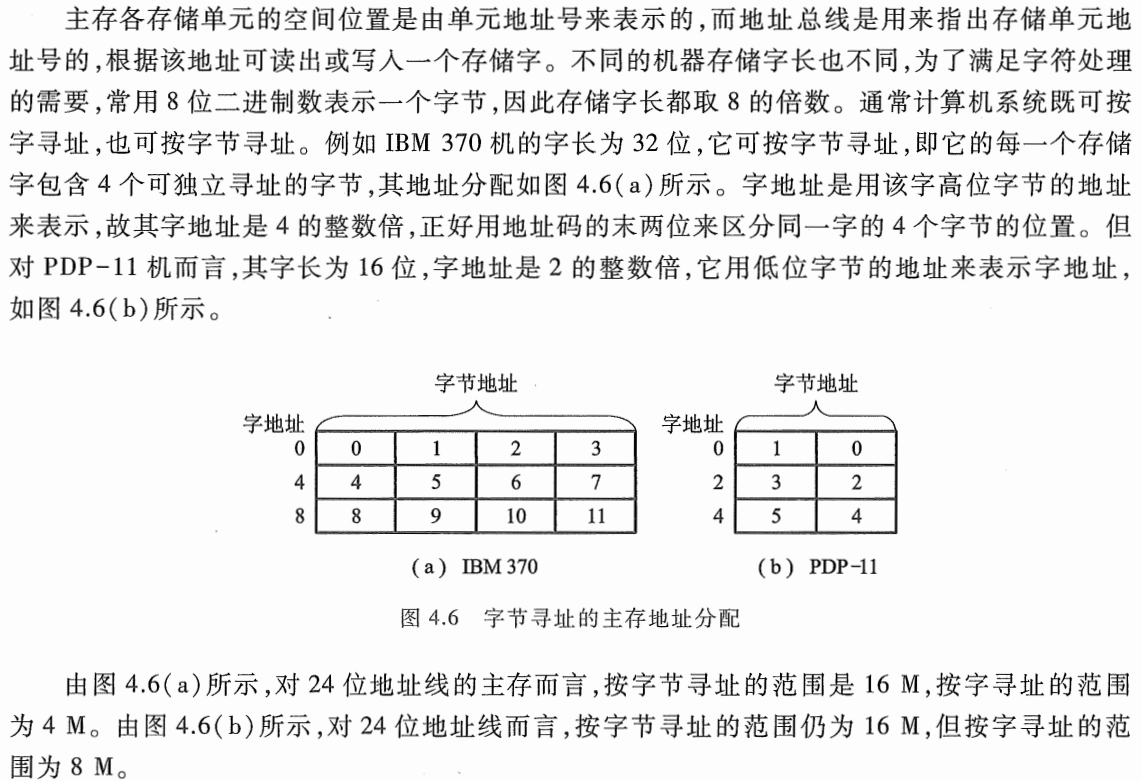 主存各存储单元的空间位置是由单元地址号来表示的,而地址总线是用来指出存储单元地
址号的,根据该地址可读出或写入一个存储字。不同的机器存储字长也不同,为了满足字符处理
的需要,常用 8 位二进制数表示一个字节,因此存储字长都取 8 的倍数。通常计算机系统既可按
字寻址,也可按字节寻址。例如 IBM 370 机的字长为 32 位,它可按字节寻址,即它的每一个存储
字包含 4 个可独立寻址的字节,其地址分配如图 4.6(a)所示。字地址是用该字高位字节的地址
来表示,故其字地址是 4 的整数倍,正好用地址码的末两位来区分同一字的 4 个字节的位置。但
对 PDP-11 机而言,其字长为 16 位,字地址是 2 的整数倍,它用低位字节的地址来表示字地址,
如图 4.6(b)所示。
字节地址 字节地址
字地址 字地址
0 0 1 2 3 0 1 0
4 4 5 6 7 2 3 2
8 8 9 10 11 4 5 4
(a) IBM 370 (b) PDP-11
图 4.6 字节寻址的主存地址分配
由图 4.6(a)所示,对 24 位地址线的主存而言,按字节寻址的范围是 16 M,按字寻址的范围
为 4 M。由图 4.6(b)所示,对 24 位地址线而言,按字节寻址的范围仍为 16 M,但按字寻址的范
围为 8 M。